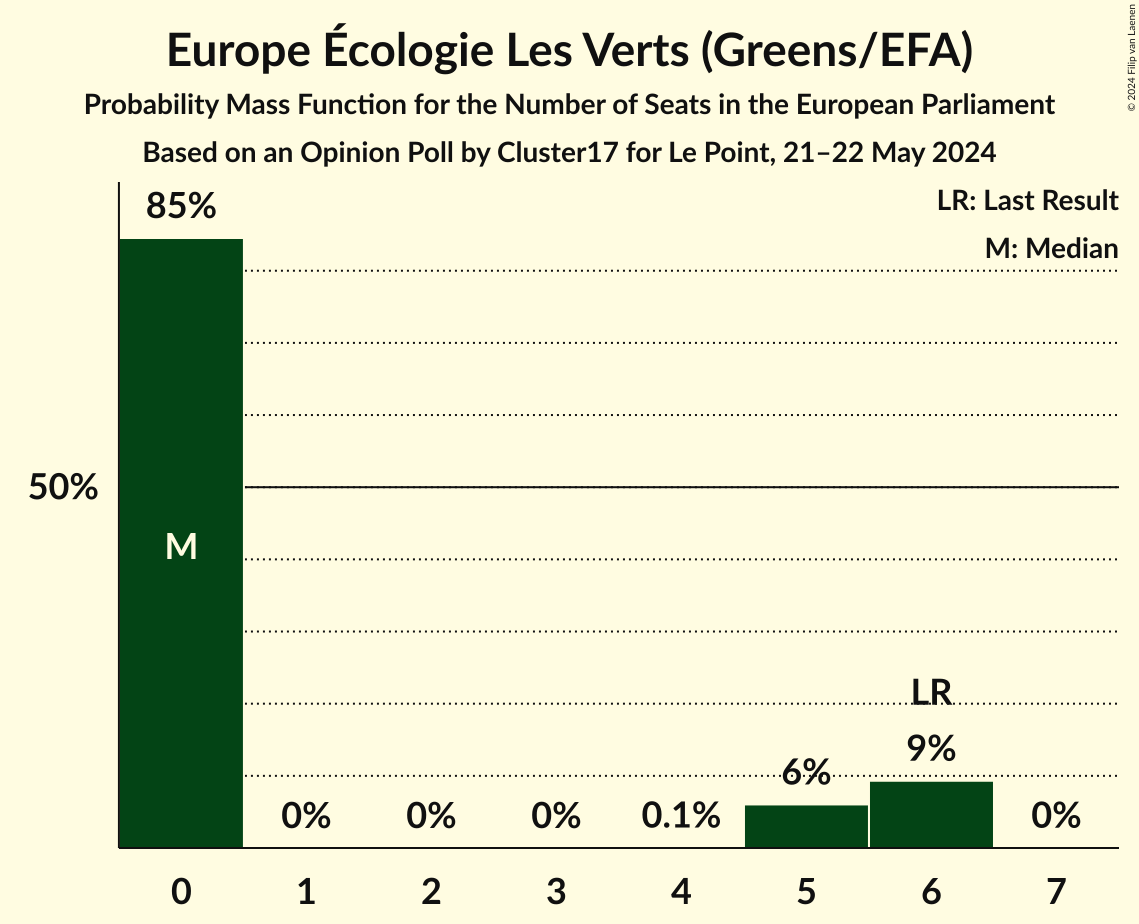 Europe Écologie Les Verts (Greens/EFA)
Probability Mass Function for the Number of Seats in the European Parliament
Based on an Opinion Poll by Cluster17 for Le Point, 21–22 May 2024
© 2024 Filip van Laenen
LR: Last Result
M: Median
85%
50%
M
LR
9%
6%
0% 0% 0% 0.1% 0%
0 1 2 3 4 5 6 7